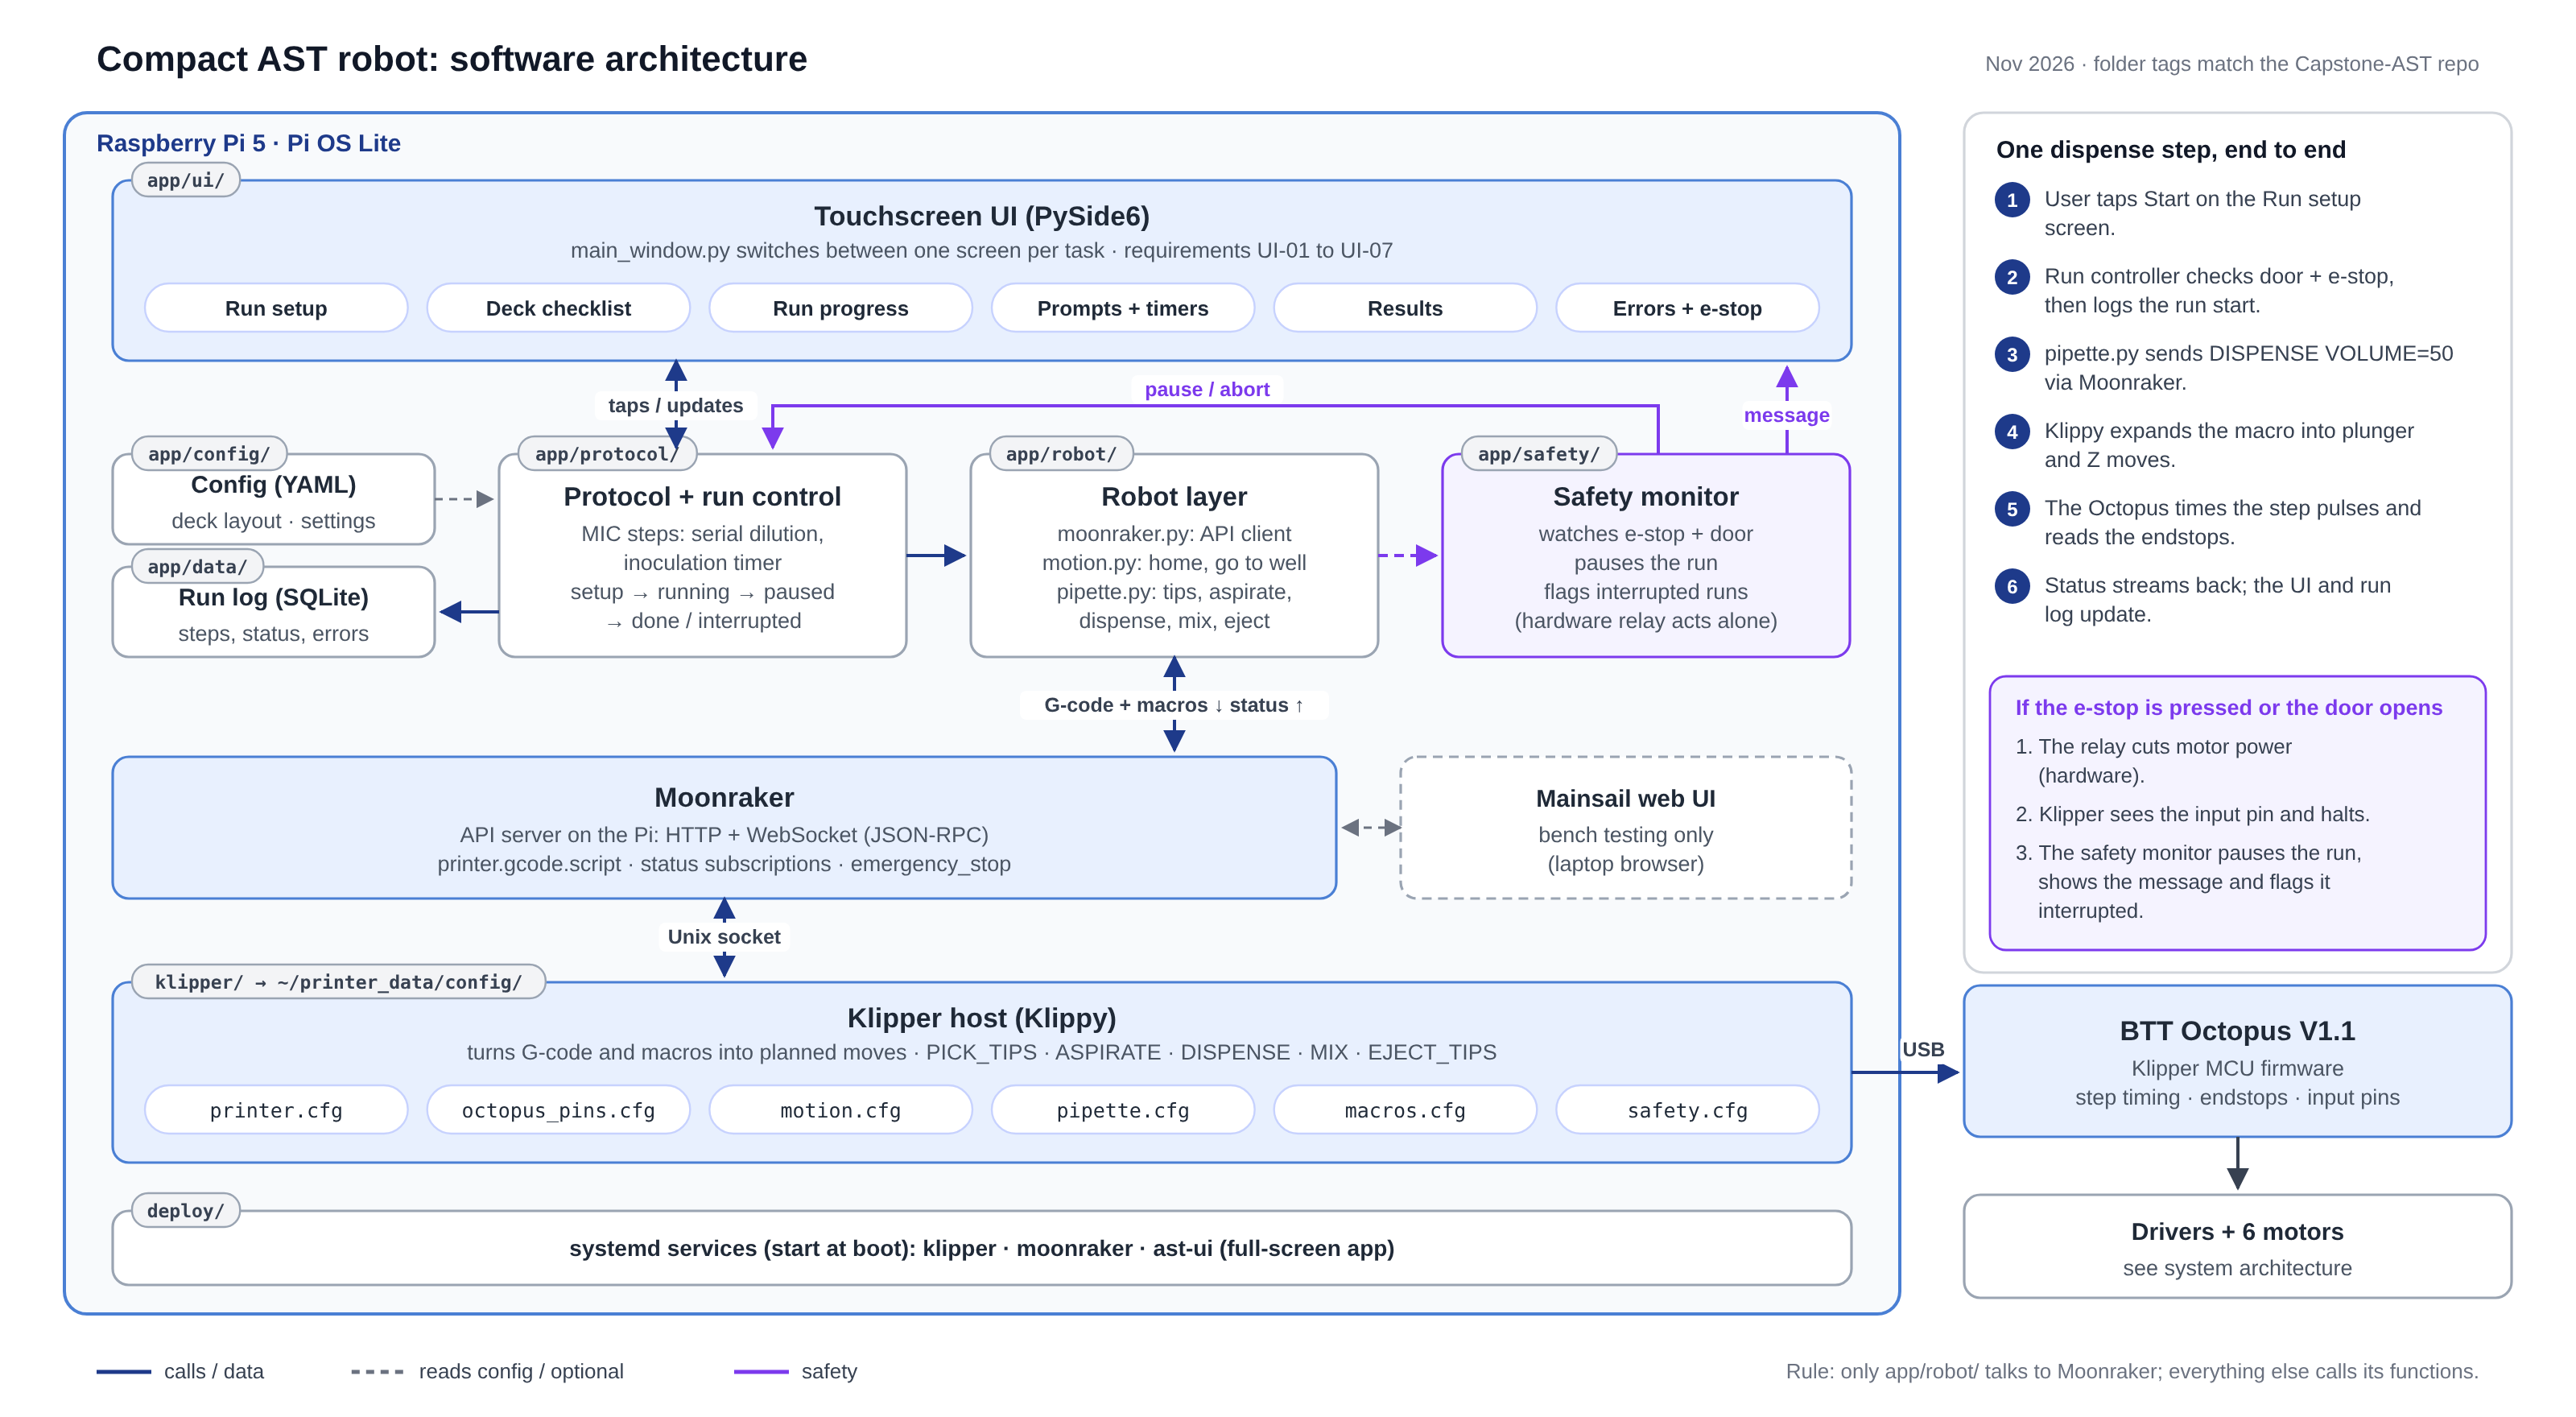 Compact AST robot: software architecture
Nov 2026 · folder tags match the Capstone-AST repo
Raspberry Pi 5 · Pi OS Lite
app/ui/
Touchscreen UI (PySide6)
main_window.py switches between one screen per task · requirements UI-01 to UI-07
Run setup
Deck checklist
Run progress
Prompts + timers
Results
Errors + e-stop
taps / updates
pause / abort
message
app/config/
Config (YAML)
deck layout · settings
app/data/
Run log (SQLite)
steps, status, errors
app/protocol/
Protocol + run control
MIC steps: serial dilution,
inoculation timer
setup → running → paused
→ done / interrupted
app/robot/
Robot layer
moonraker.py: API client
motion.py: home, go to well
pipette.py: tips, aspirate,
dispense, mix, eject
app/safety/
Safety monitor
watches e-stop + door
pauses the run
flags interrupted runs
(hardware relay acts alone)
G-code + macros ↓ status ↑
Moonraker
API server on the Pi: HTTP + WebSocket (JSON-RPC)
printer.gcode.script · status subscriptions · emergency_stop
Mainsail web UI
bench testing only
(laptop browser)
Unix socket
klipper/ → ~/printer_data/config/
Klipper host (Klippy)
turns G-code and macros into planned moves · PICK_TIPS · ASPIRATE · DISPENSE · MIX · EJECT_TIPS
printer.cfg
octopus_pins.cfg
motion.cfg
pipette.cfg
macros.cfg
safety.cfg
deploy/
systemd services (start at boot): klipper · moonraker · ast-ui (full-screen app)
One dispense step, end to end
1 User taps Start on the Run setup
screen.
2 Run controller checks door + e-stop,
then logs the run start.
3 pipette.py sends DISPENSE VOLUME=50
via Moonraker.
4 Klippy expands the macro into plunger
and Z moves.
5 The Octopus times the step pulses and
reads the endstops.
6 Status streams back; the UI and run
log update.
If the e-stop is pressed or the door opens
1. The relay cuts motor power
(hardware).
2. Klipper sees the input pin and halts.
3. The safety monitor pauses the run,
shows the message and flags it
interrupted.
USB
BTT Octopus V1.1
Klipper MCU firmware
step timing · endstops · input pins
Drivers + 6 motors
see system architecture
calls / data
reads config / optional
safety
Rule: only app/robot/ talks to Moonraker; everything else calls its functions.